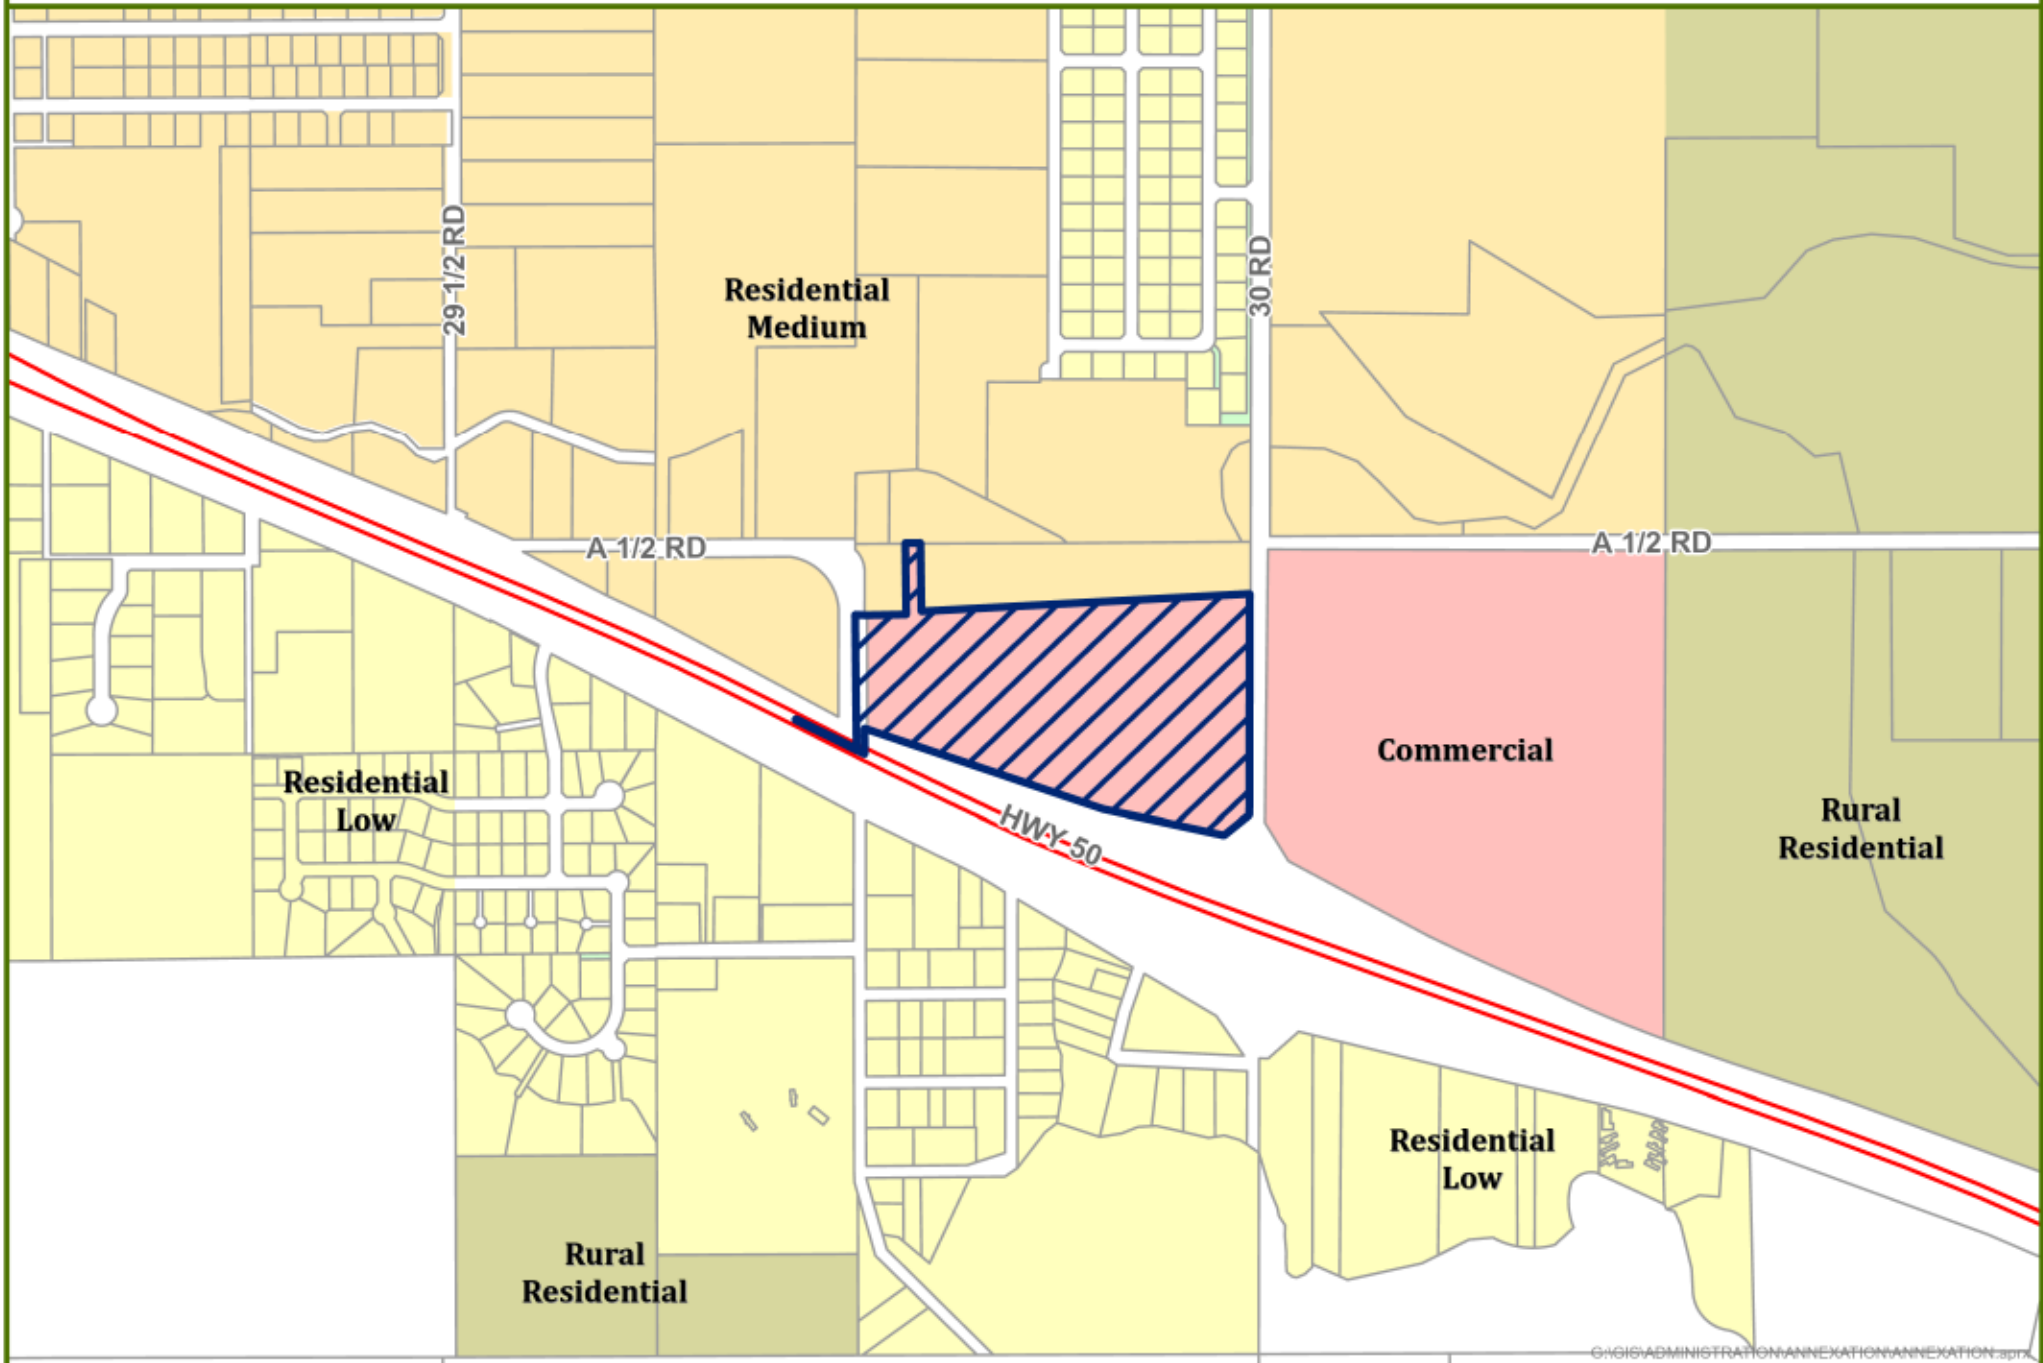 29 1/2 RD
30 RD
Residential
Medium
A 1/2 RD
A 1/2 RD
Commercial
Residential
Low
HWY 50
Rural
Residential
Residential
Low
Rural
Residential
G:\GIS\ADMINISTRATION\ANNEXATION\ANNEXATION.aprx